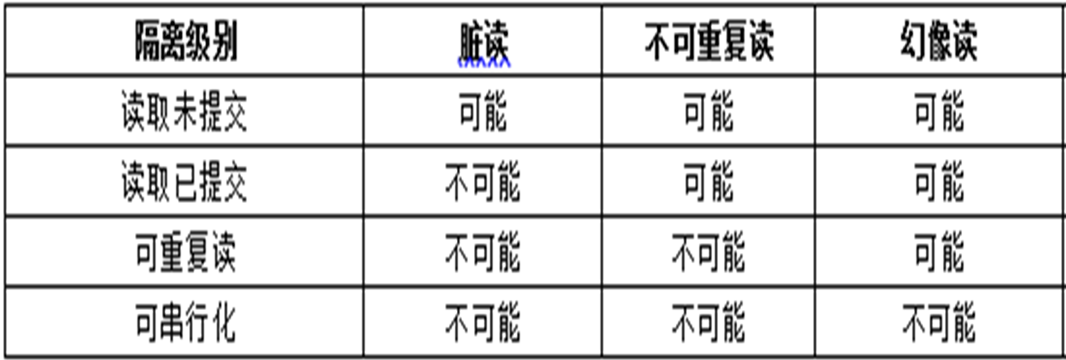 隔离级别 脏读 不可重复读 幻像读
读取未提交 可能 可能 可能
读取已提交 不可能 可能 可能
可重复读 不可能 不可能 可能
可串行化 不可能 不可能 不可能